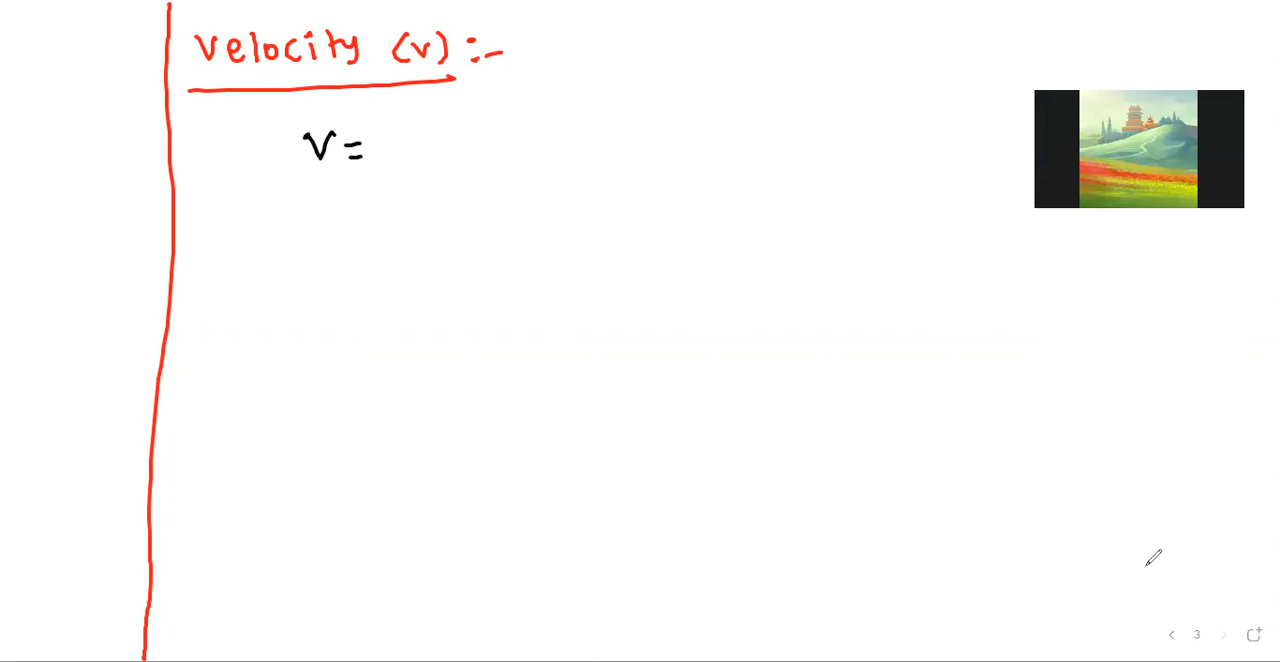 Velocity (v) :-
V =
3